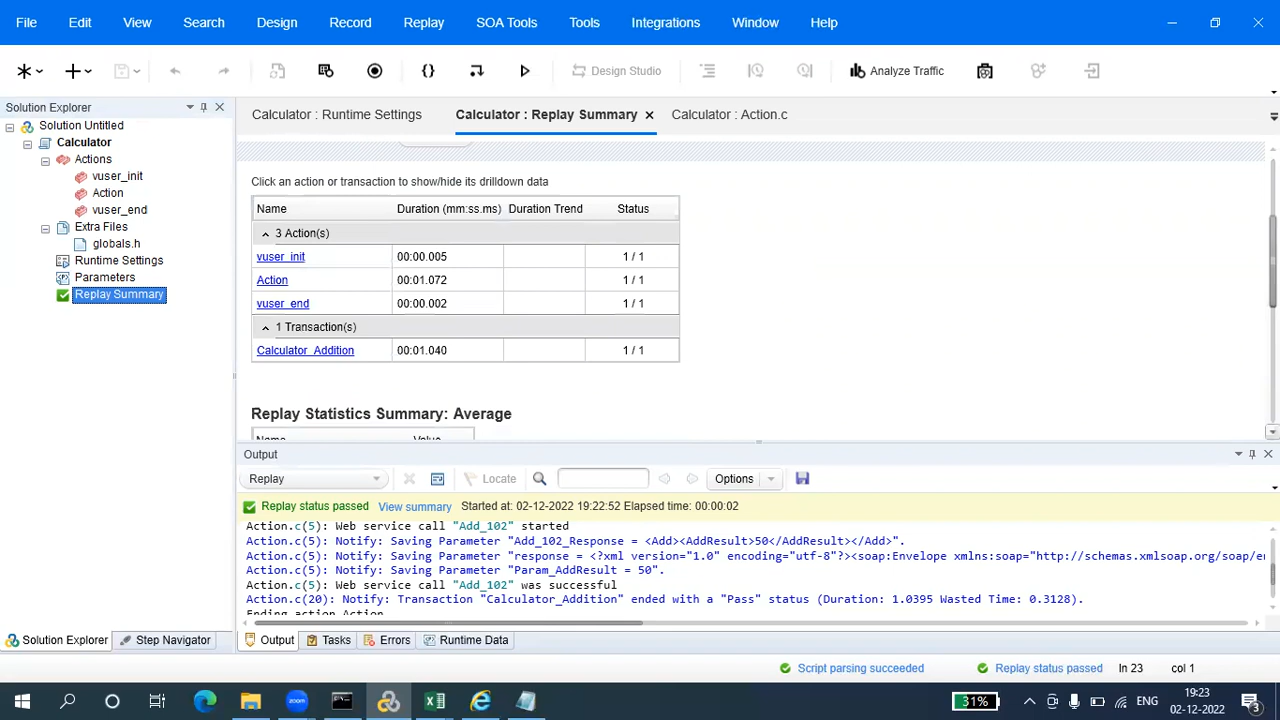 File Edit View Search Design Record Replay SOA Tools Tools Integrations Window Help
Design Studio Analyze Traffic
Solution Explorer
Calculator : Runtime Settings Calculator : Replay Summary Calculator : Action.c
Solution Untitled
Calculator
Actions
vuser_init
Action
vuser_end
Extra Files
globals.h
Runtime Settings
Parameters
Replay Summary
Click an action or transaction to show/hide its drilldown data
Name Duration (mm:ss.ms) Duration Trend Status
3 Action(s)
vuser_init 00:00.005 1 / 1
Action 00:01.072 1 / 1
vuser_end 00:00.002 1 / 1
1 Transaction(s)
Calculator_Addition 00:01.040 1 / 1
Replay Statistics Summary: Average
Name Value
Output
Replay Locate Options
Replay status passed View summary Started at: 02-12-2022 19:22:52 Elapsed time: 00:00:02
Action.c(5): Web service call "Add_102" started
Action.c(5): Notify: Saving Parameter "Add_102_Response = <Add><AddResult>50</AddResult></Add>".
Action.c(5): Notify: Saving Parameter "response = <?xml version="1.0" encoding="utf-8"?><soap:Envelope xmlns:soap="http://schemas.xmlsoap.org/soap/en
Action.c(5): Notify: Saving Parameter "Param_AddResult = 50".
Action.c(5): Web service call "Add_102" was successful
Action.c(20): Notify: Transaction "Calculator_Addition" ended with a "Pass" status (Duration: 1.0395 Wasted Time: 0.3128).
Ending action Action.
Solution Explorer Step Navigator Output Tasks Errors Runtime Data
Script parsing succeeded Replay status passed ln 23 col 1
zoom 31% ENG 19:23
02-12-2022 3